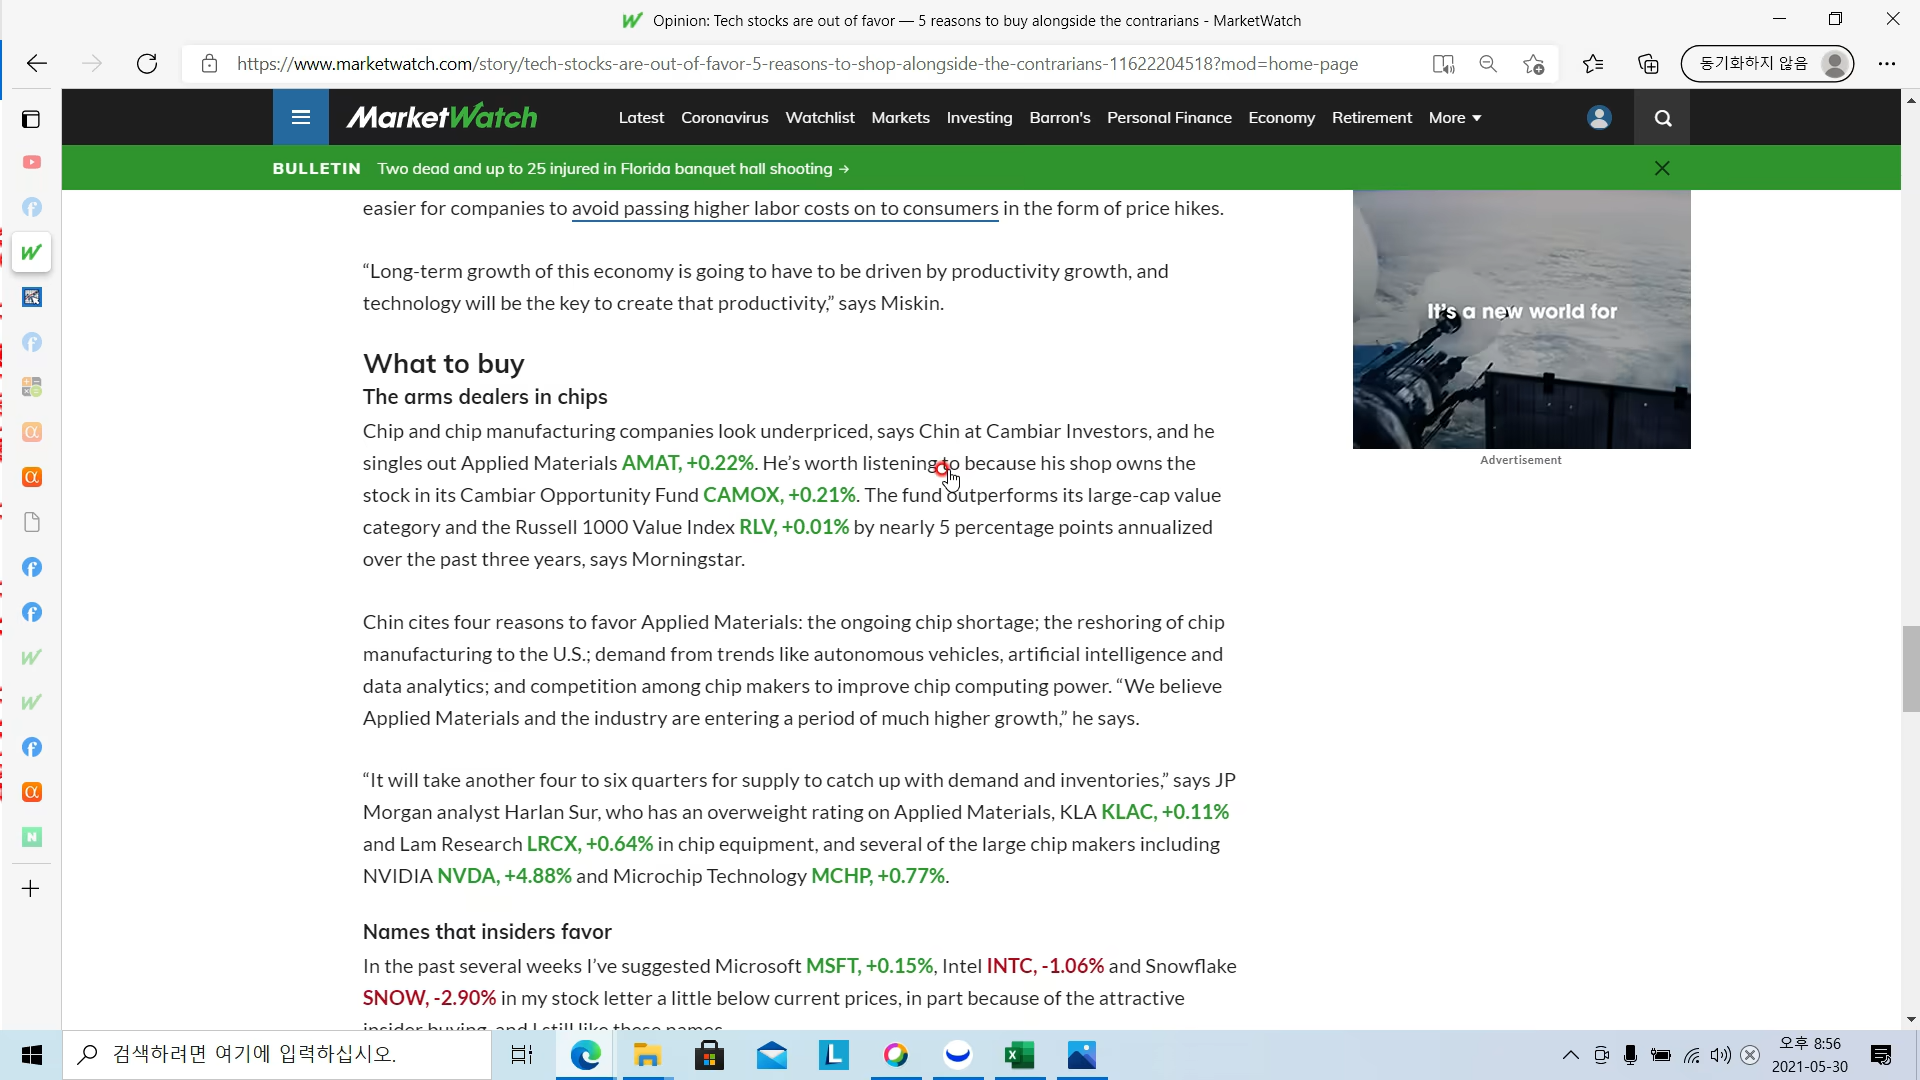 Opinion: Tech stocks are out of favor — 5 reasons to buy alongside the contrarians - MarketWatch
https://www.marketwatch.com/story/tech-stocks-are-out-of-favor-5-reasons-to-shop-alongside-the-contrarians-11622204518?mod=home-page
동기화하지 않음
MarketWatch
Latest Coronavirus Watchlist Markets Investing Barron's Personal Finance Economy Retirement More
BULLETIN Two dead and up to 25 injured in Florida banquet hall shooting →
easier for companies to avoid passing higher labor costs on to consumers in the form of price hikes.
“Long-term growth of this economy is going to have to be driven by productivity growth, and
technology will be the key to create that productivity,” says Miskin.
It's a new world for
Advertisement
What to buy
The arms dealers in chips
Chip and chip manufacturing companies look underpriced, says Chin at Cambiar Investors, and he
singles out Applied Materials AMAT, +0.22%. He’s worth listening to because his shop owns the
stock in its Cambiar Opportunity Fund CAMOX, +0.21%. The fund outperforms its large-cap value
category and the Russell 1000 Value Index RLV, +0.01% by nearly 5 percentage points annualized
over the past three years, says Morningstar.
Chin cites four reasons to favor Applied Materials: the ongoing chip shortage; the reshoring of chip
manufacturing to the U.S.; demand from trends like autonomous vehicles, artificial intelligence and
data analytics; and competition among chip makers to improve chip computing power. “We believe
Applied Materials and the industry are entering a period of much higher growth,” he says.
“It will take another four to six quarters for supply to catch up with demand and inventories,” says JP
Morgan analyst Harlan Sur, who has an overweight rating on Applied Materials, KLA KLAC, +0.11%
and Lam Research LRCX, +0.64% in chip equipment, and several of the large chip makers including
NVIDIA NVDA, +4.88% and Microchip Technology MCHP, +0.77%.
Names that insiders favor
In the past several weeks I’ve suggested Microsoft MSFT, +0.15%, Intel INTC, -1.06% and Snowflake
SNOW, -2.90% in my stock letter a little below current prices, in part because of the attractive
insider buying, and I still like these names.
검색하려면 여기에 입력하십시오.
오후 8:56
2021-05-30